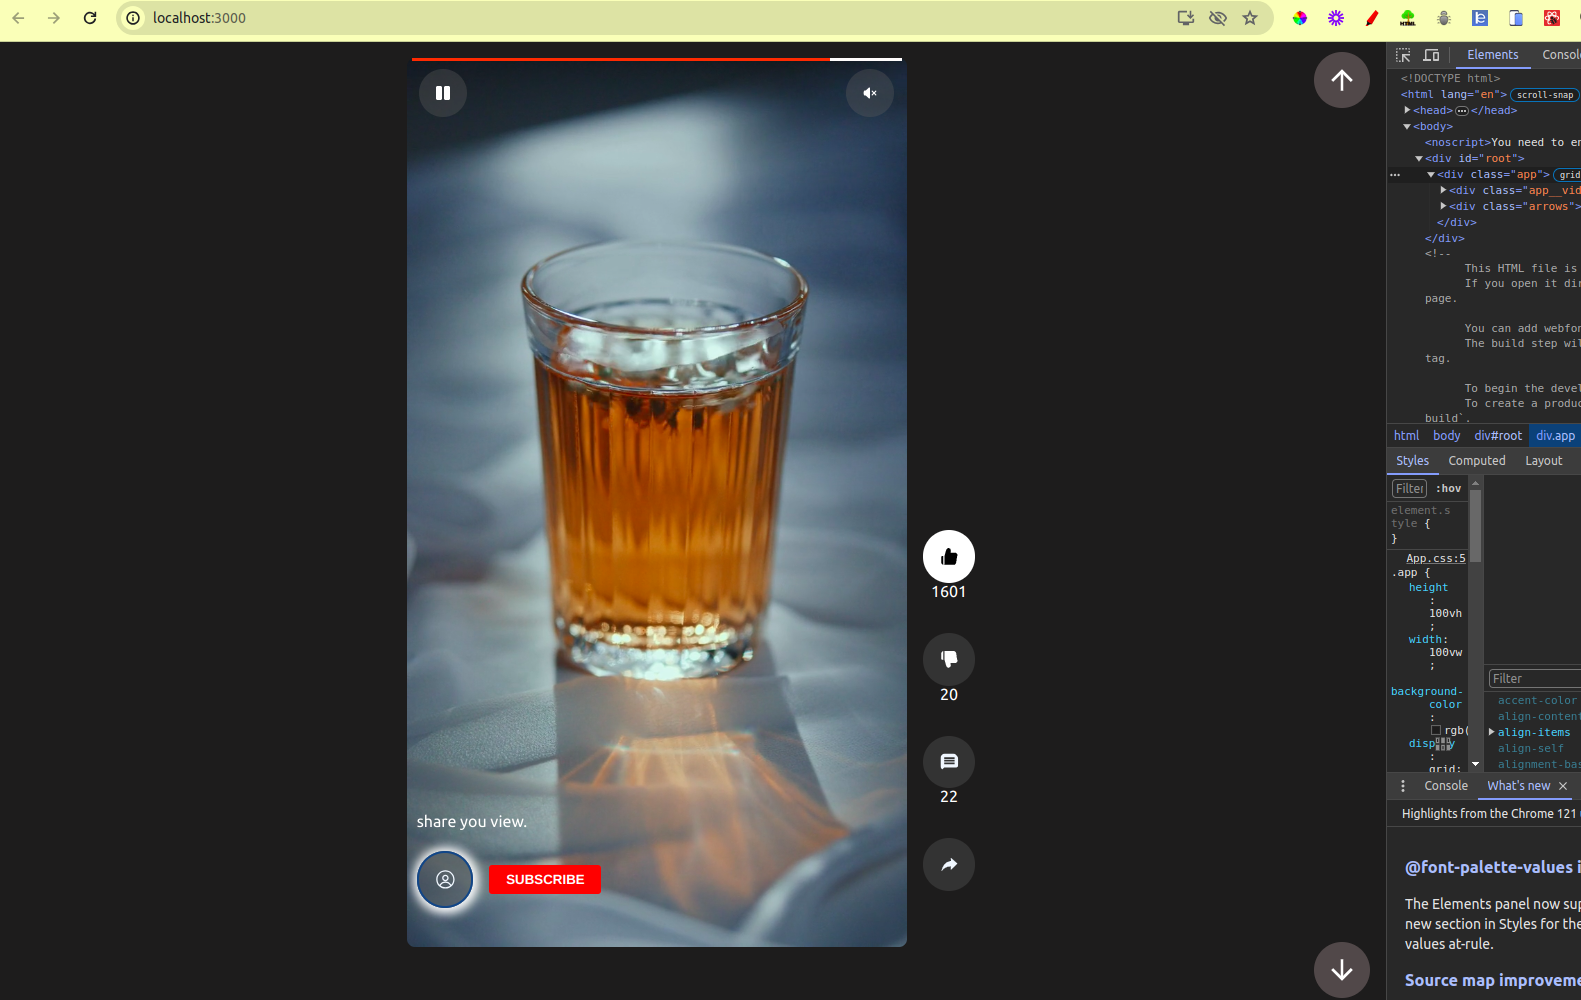 localhost:3000
HTML
Elements
Consol
<!DOCTYPE html>
<html lang="en">
scroll-snap
<head>
</head>
<body>
<noscript>You need to en
<div id="root">
<div class="app">
grid
<div class="app__vid
<div class="arrows">
</div>
</div>
<!--
This HTML file is
If you open it dir
page.
You can add webfon
The build step wil
tag.
To begin the devel
To create a produc
build`.
html body div#root div.app
Styles Computed Layout
Filter :hov
element.s
tyle {
}
App.css:5
.app {
height
:
100vh
;
width:
100vw
;
background-
color
:
rgb(
display
:
grid;
Filter
accent-color
align-content
align-items
align-self
alignment-bas
Console What's new
Highlights from the Chrome 121
@font-palette-values i
The Elements panel now sup
new section in Styles for the
values at-rule.
Source map improveme
1601
20
22
share you view.
SUBSCRIBE